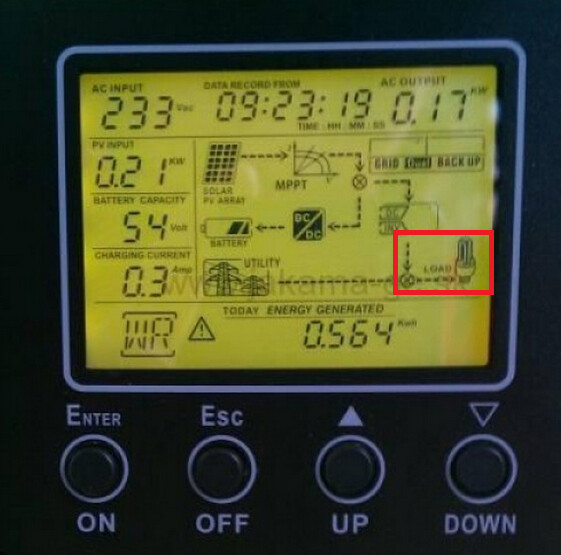 AC INPUT
233 Vac
DATA RECORD FROM
09:23:19
TIME : HH : MM : SS
AC OUTPUT
0.17 KW
PV INPUT
0.21 KW
SOLAR
PV ARRAY
MPPT
GRID Dual BACK UP
BATTERY CAPACITY
54 Volt
BATTERY
DC
DC
DC
INV
CHARGING CURRENT
0.3 Amp
UTILITY
LOAD
TODAY ENERGY GENERATED
0.564 KWH
ENTER
ESC
ON
OFF
UP
DOWN